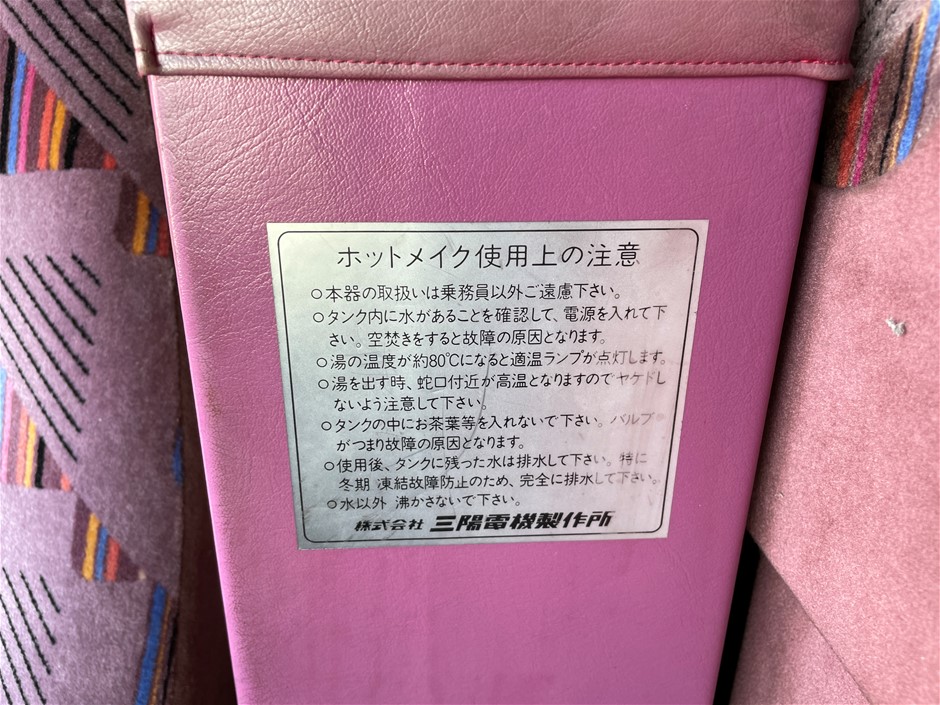 ホットメイク使用上の注意
○本器の取扱いは乗務員以外ご遠慮下さい。
○タンク内に水があることを確認して、電源を入れて下
さい。空焚きをすると故障の原因となります。
○湯の温度が約80℃になると適温ランプが点灯します。
○湯を出す時、蛇口付近が高温となりますのでヤケドし
ないよう注意して下さい。
○タンクの中にお茶葉等を入れないで下さい。バルブ
がつまり故障の原因となります。
○使用後、タンクに残った水は排水して下さい。特に
冬期 凍結故障防止のため、完全に排水して下さい。
○水以外 沸かさないで下さい。
株式会社 三陽電機製作所